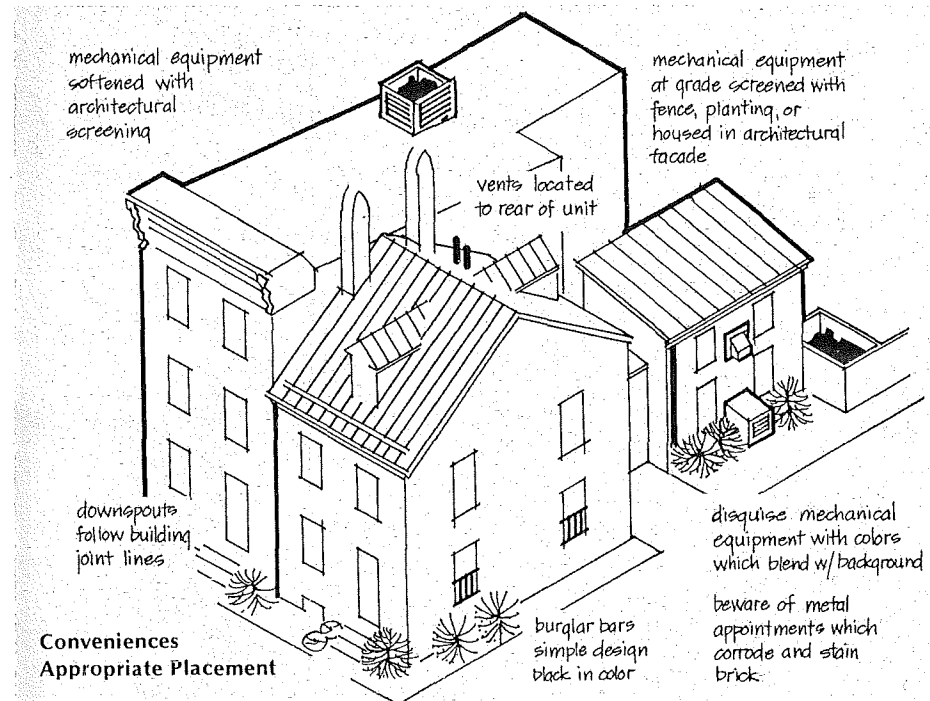 mechanical equipment
softened with
architectural
screening
mechanical equipment
at grade screened with
fence, planting, or
housed in architectural
facade
vents located
to rear of unit
downspouts
follow building
joint lines
disguise mechanical
equipment with colors
which blend w/background
burglar bars
simple design
black in color
beware of metal
appointments which
corrode and stain
brick
Conveniences
Appropriate Placement